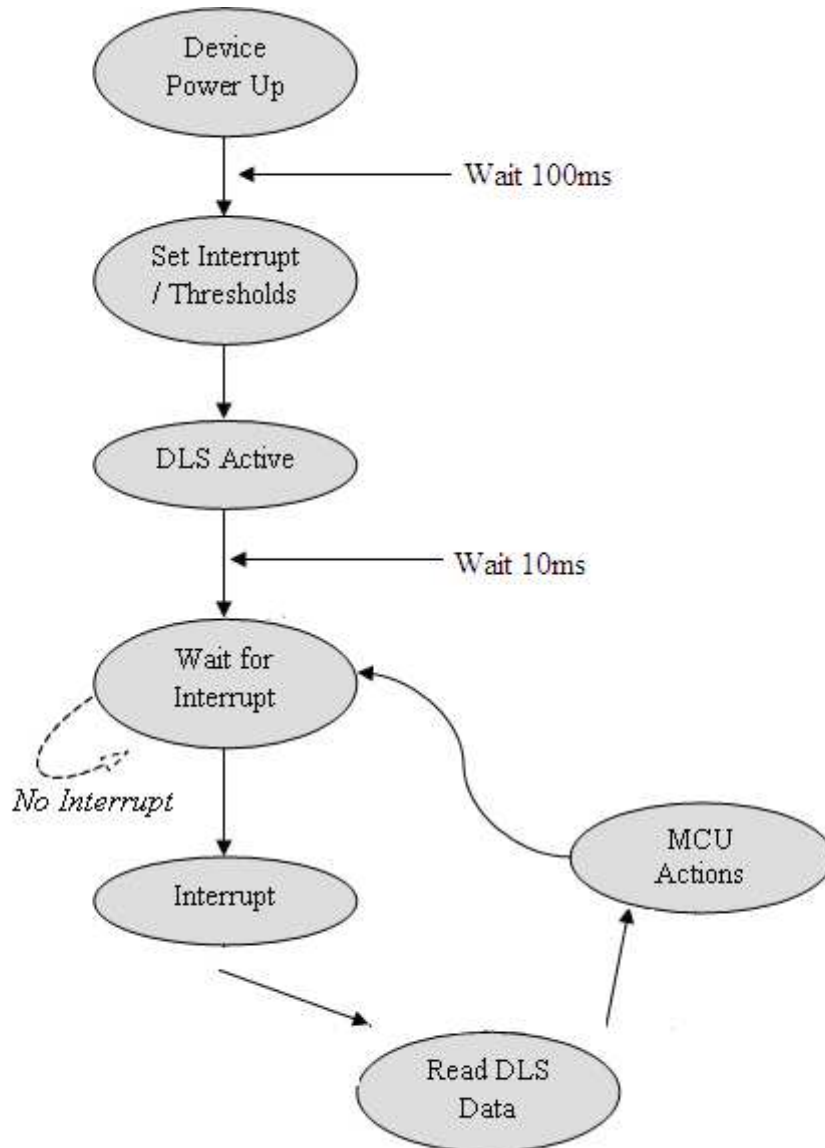 Device
Power Up
Wait 100ms
Set Interrupt
/ Thresholds
DLS Active
Wait 10ms
Wait for
Interrupt
No Interrupt
MCU
Actions
Interrupt
Read DLS
Data